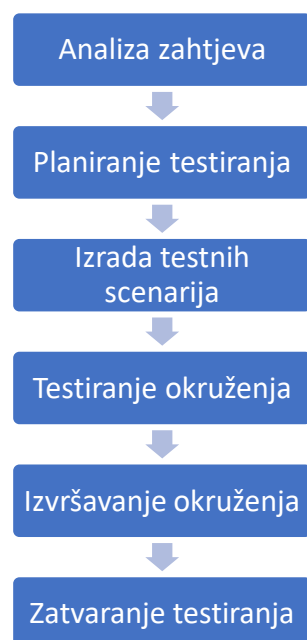 Analiza zahtjeva
Planiranje testiranja
Izrada testnih
scenarija
Testiranje okruženja
Izvršavanje okruženja
Zatvaranje testiranja